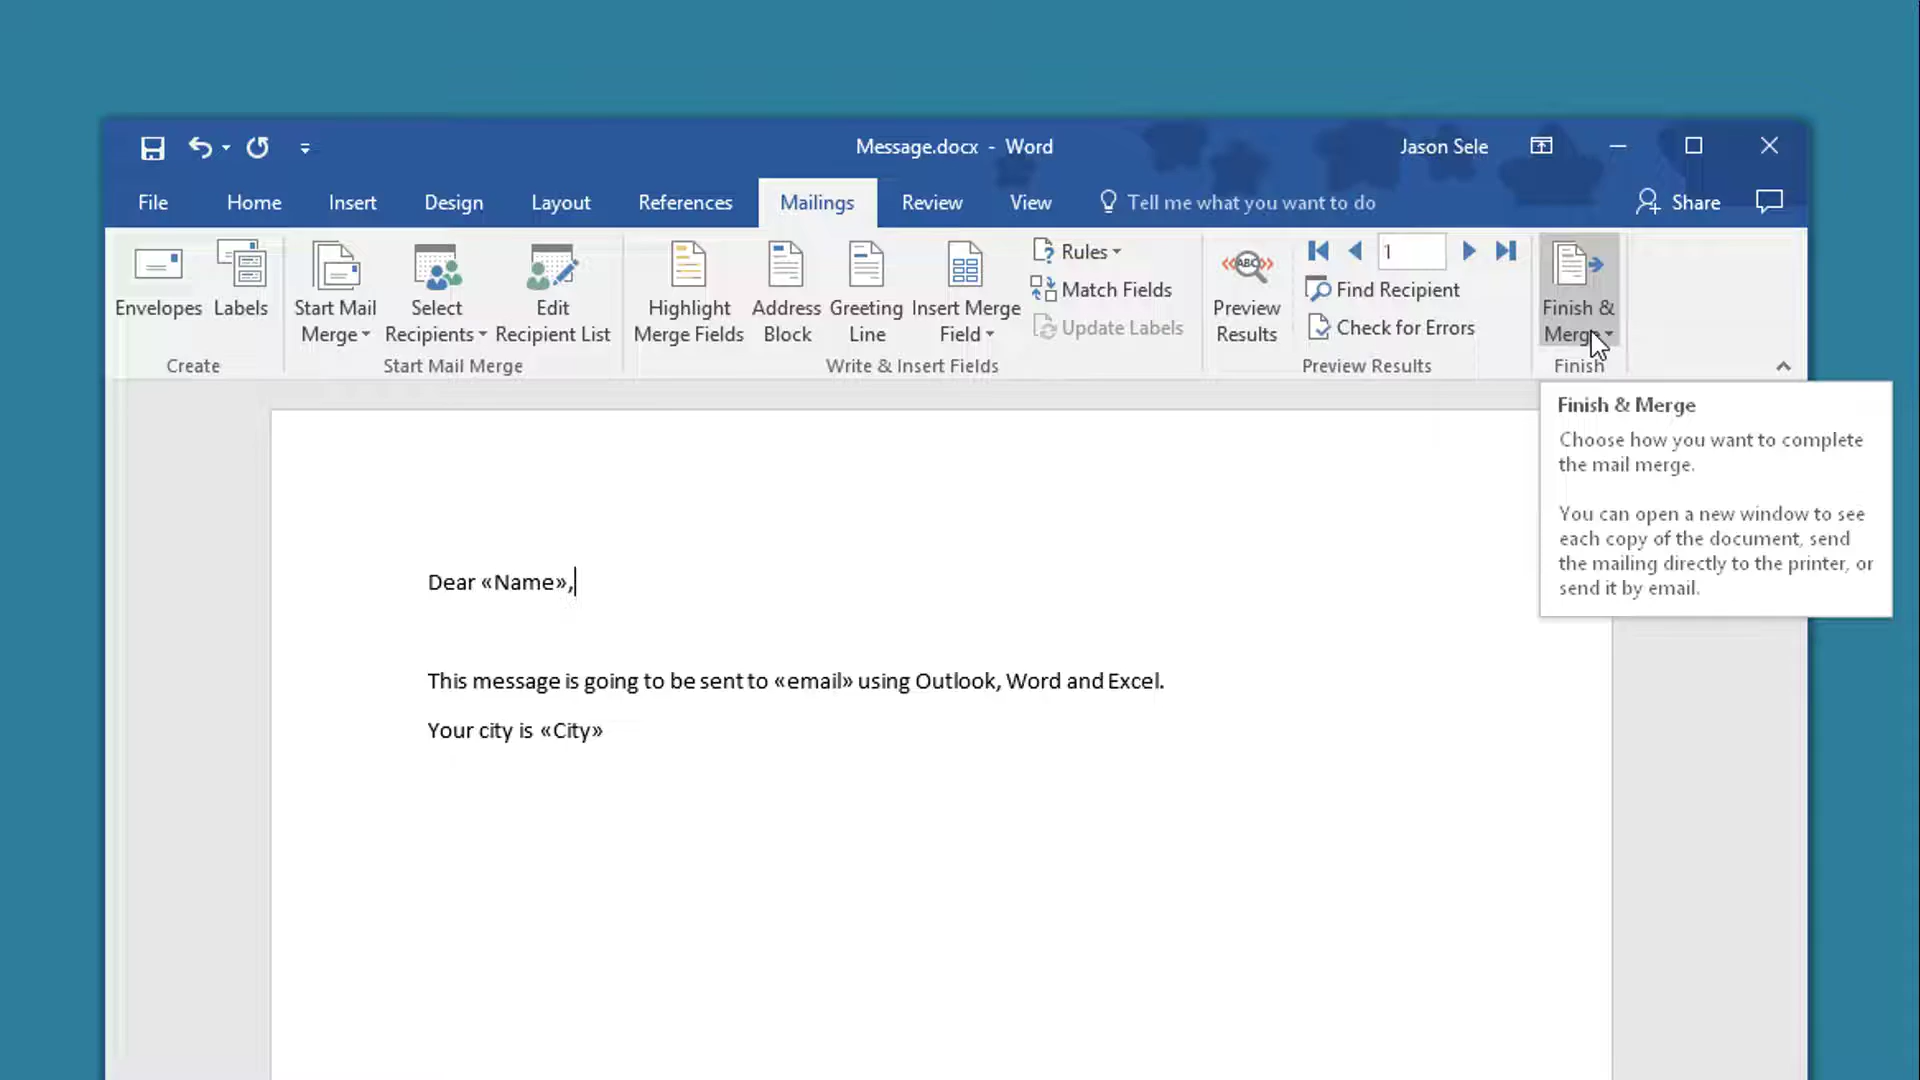 Message.docx - Word
Jason Sele
File Home Insert Design Layout References Mailings Review View Tell me what you want to do Share
Envelopes
Labels
Create
Start Mail
Merge
Select
Recipients
Edit
Recipient List
Start Mail Merge
Highlight
Merge Fields
Address
Block
Greeting
Line
Insert Merge
Field
Rules
Match Fields
Update Labels
Write & Insert Fields
«ABC»
Preview
Results
1
Find Recipient
Check for Errors
Preview Results
Finish &
Merge
Finish
Finish & Merge
Choose how you want to complete
the mail merge.
You can open a new window to see
each copy of the document, send
the mailing directly to the printer, or
send it by email.
Dear «Name»,
This message is going to be sent to «email» using Outlook, Word and Excel.
Your city is «City»